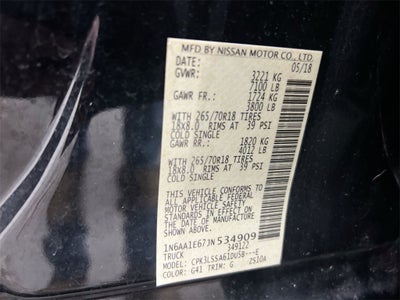 MFD BY NISSAN MOTOR CO., LTD.
DATE: 05/18
GVWR: 3221 KG
7100 LB
GAWR FR.: 1724 KG
3800 LB
WITH 265/70R18 TIRES
18x8.0 RIMS AT 39 PSI
COLD SINGLE
GAWR RR.: 1820 KG
4012 LB
WITH 265/70R18 TIRES
18x8.0 RIMS AT 39 PSI
COLD SINGLE
THIS VEHICLE CONFORMS
TO ALL APPLICABLE FEDERAL
MOTOR VEHICLE SAFETY
STANDARDS IN EFFECT
ON THE DATE OF MANUFACTURE
SHOWN ABOVE.
534909
349122
MODEL:
COLOR: G41 TRIM: G 2S10A